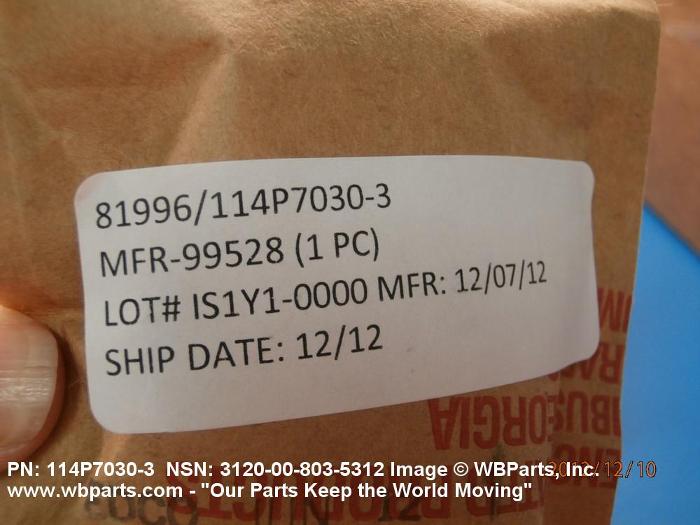 81996/114P7030-3
MFR-99528 (1 PC)
LOT# IS1Y1-0000 MFR: 12/07/12
SHIP DATE: 12/12
PN: 114P7030-3 NSN: 3120-00-803-5312 Image © WBParts, Inc.
www.wbparts.com - "Our Parts Keep the World Moving"